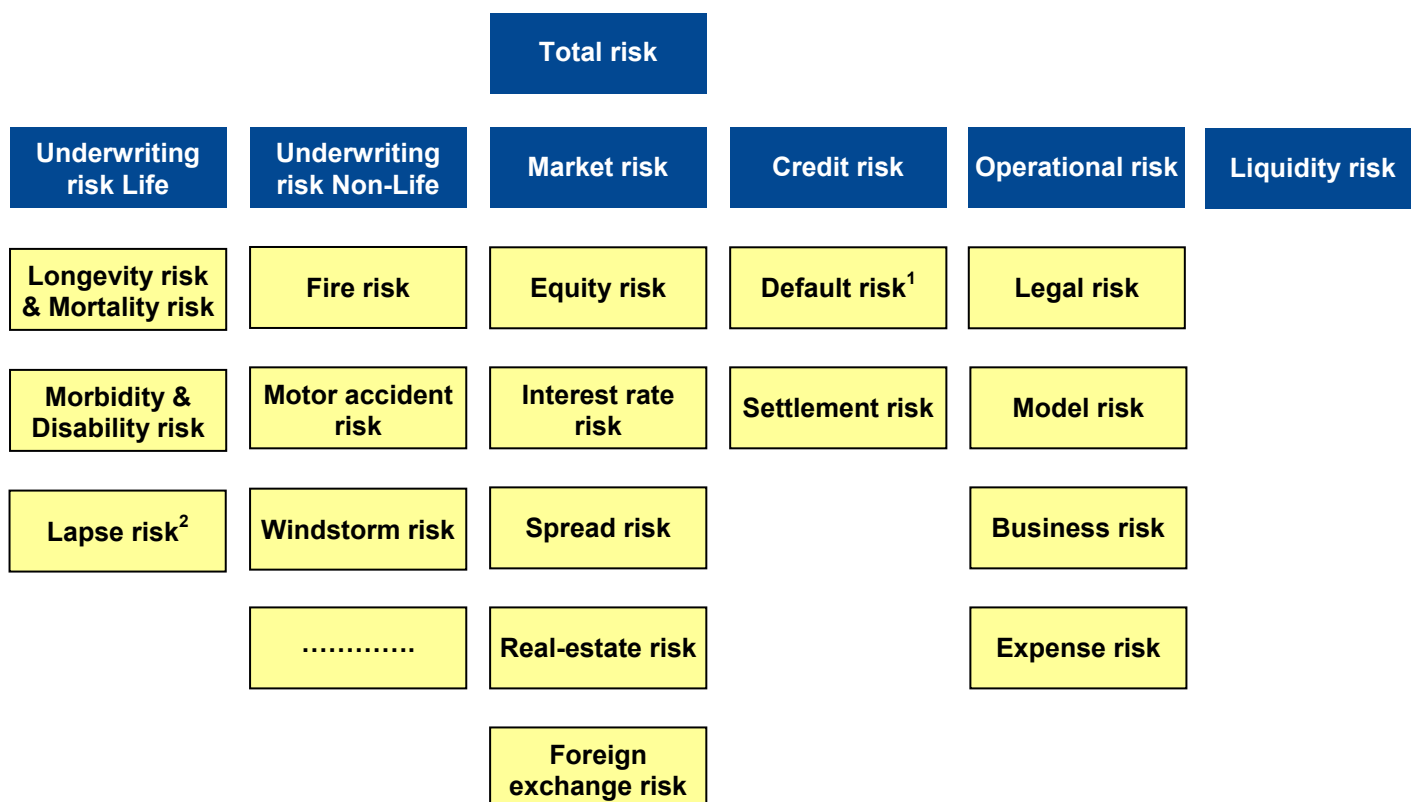 Total risk
Underwriting
risk Life
Underwriting
risk Non-Life
Market risk
Credit risk
Operational risk
Liquidity risk
Longevity risk
& Mortality risk
Fire risk
Equity risk
Default risk¹
Legal risk
Morbidity &
Disability risk
Motor accident
risk
Interest rate
risk
Settlement risk
Model risk
Lapse risk²
Windstorm risk
Spread risk
Business risk
………….
Real-estate risk
Expense risk
Foreign
exchange risk